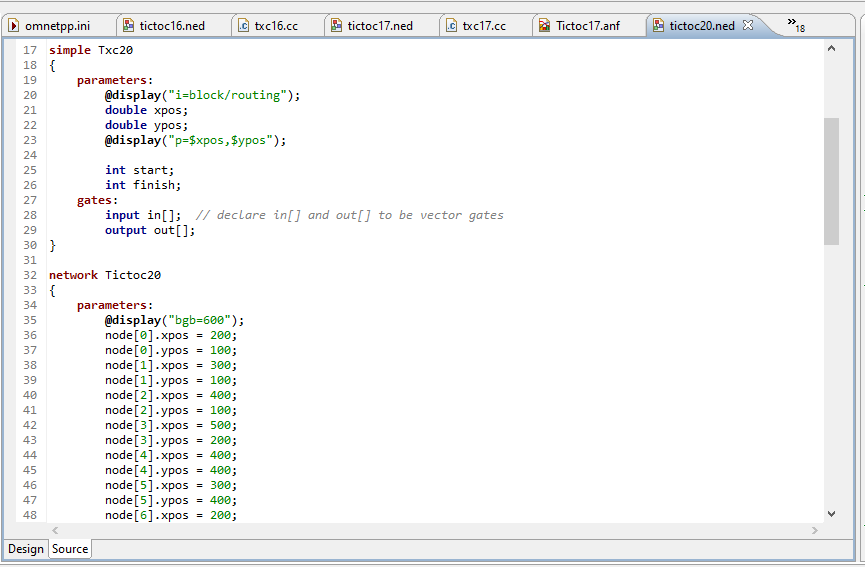 omnetpp.ini tictoc16.ned txc16.cc tictoc17.ned txc17.cc Tictoc17.anf tictoc20.ned »18
17 simple Txc20
18 {
19 parameters:
20 @display("i=block/routing");
21 double xpos;
22 double ypos;
23 @display("p=$xpos,$ypos");
24
25 int start;
26 int finish;
27 gates:
28 input in[]; // declare in[] and out[] to be vector gates
29 output out[];
30 }
31
32 network Tictoc20
33 {
34 parameters:
35 @display("bgb=600");
36 node[0].xpos = 200;
37 node[0].ypos = 100;
38 node[1].xpos = 300;
39 node[1].ypos = 100;
40 node[2].xpos = 400;
41 node[2].ypos = 100;
42 node[3].xpos = 500;
43 node[3].ypos = 200;
44 node[4].xpos = 400;
45 node[4].ypos = 400;
46 node[5].xpos = 300;
47 node[5].ypos = 400;
48 node[6].xpos = 200;
Design Source